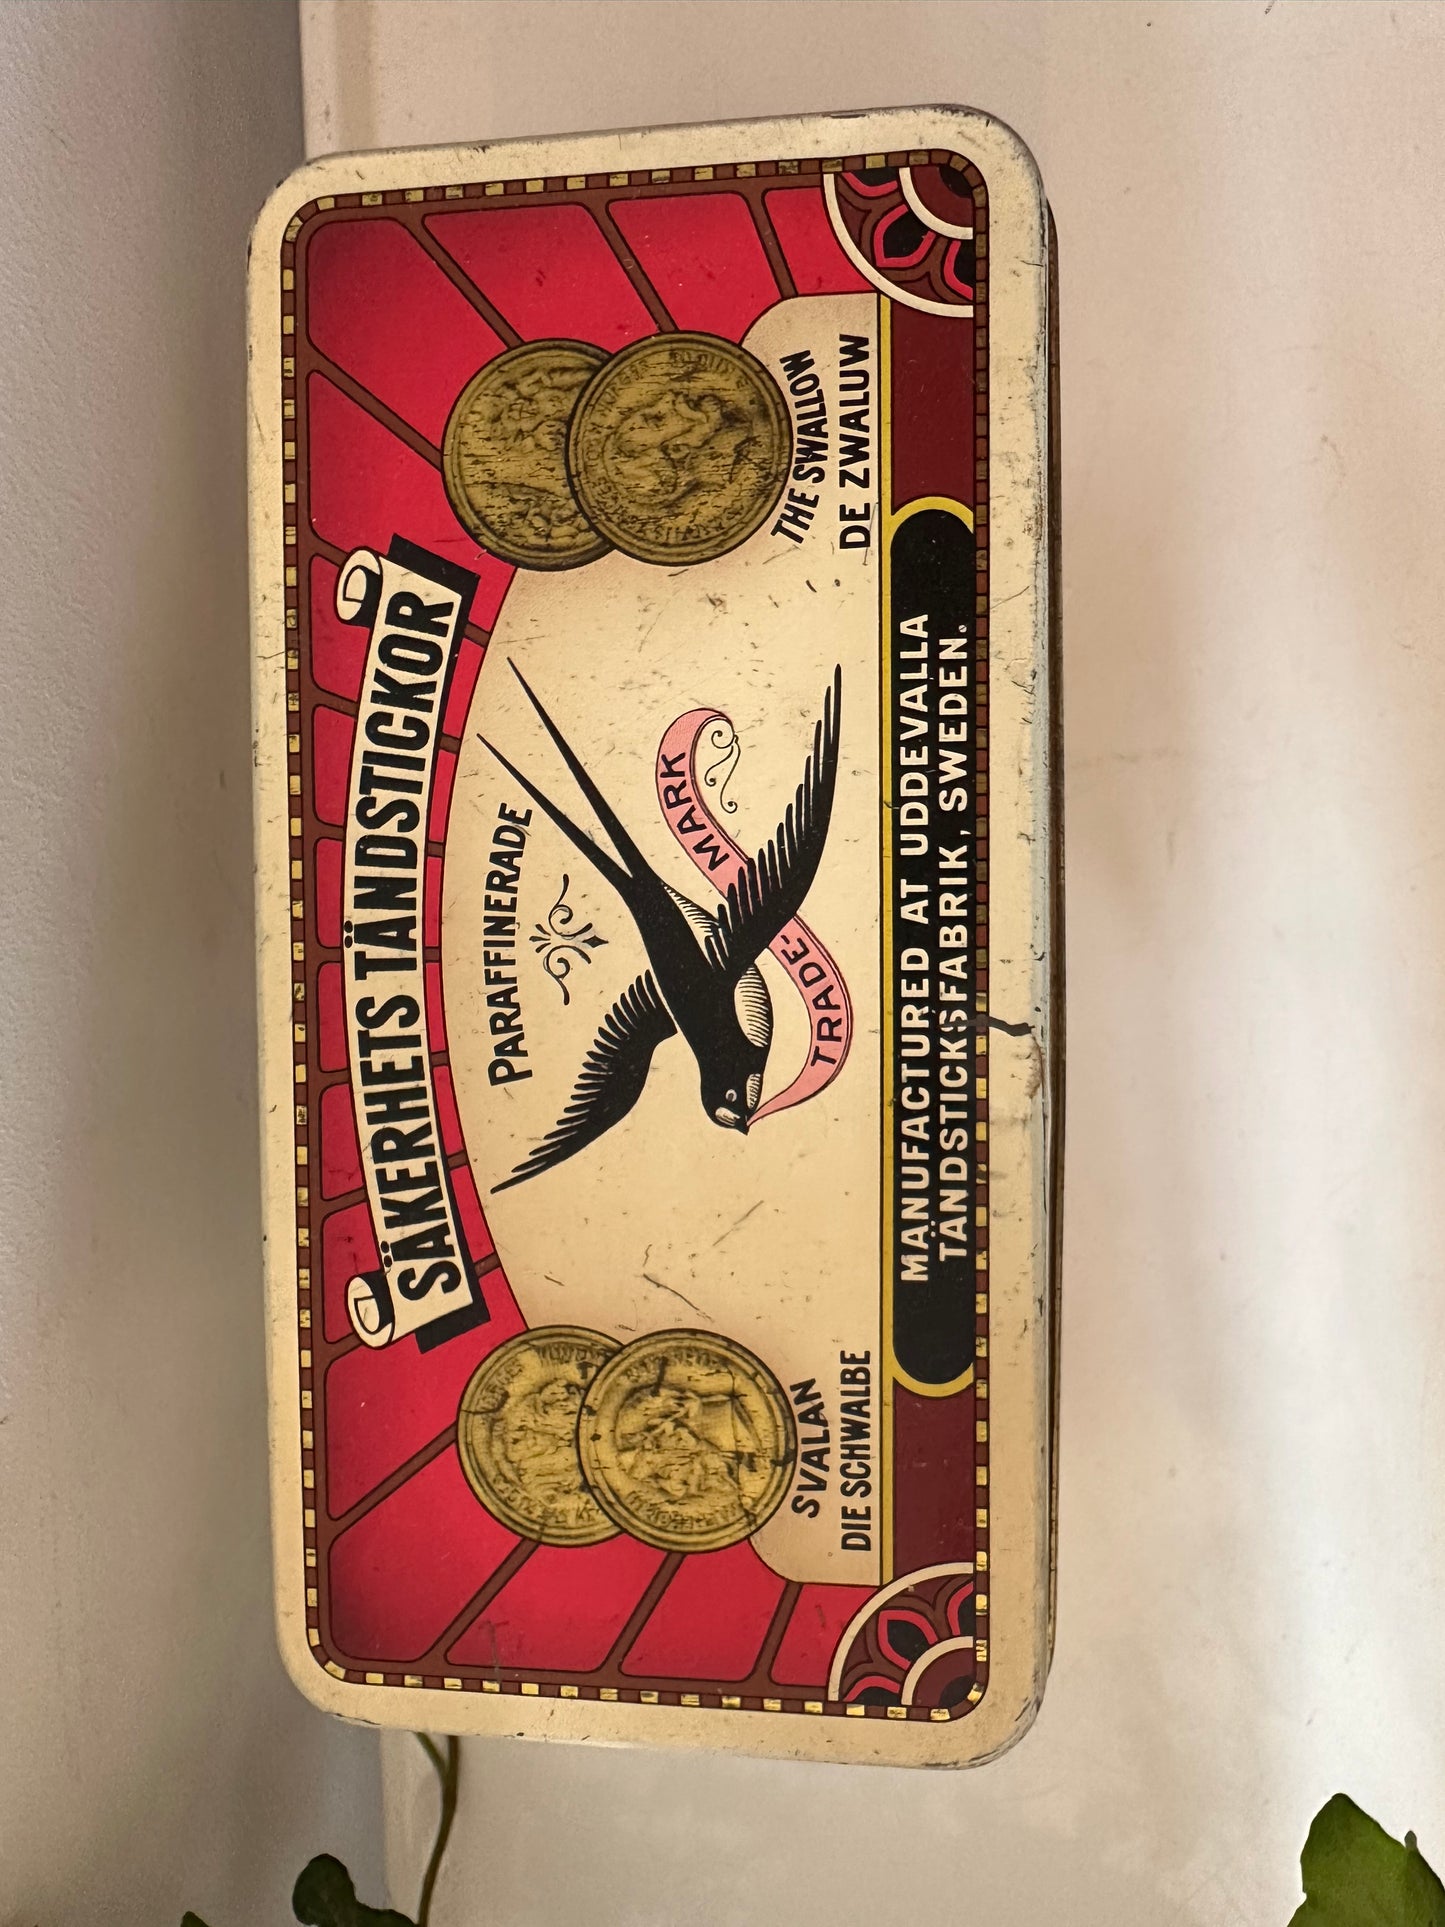 SÄKERHETS TÄNDSTICKOR
PARAFFINERADE
TRADE-MARK
SVALAN
DIE SCHWALBE
THE SWALLOW
DE ZWALUW
MANUFACTURED AT UDDEVALLA
TÄNDSTICKSFABRIK, SWEDEN.